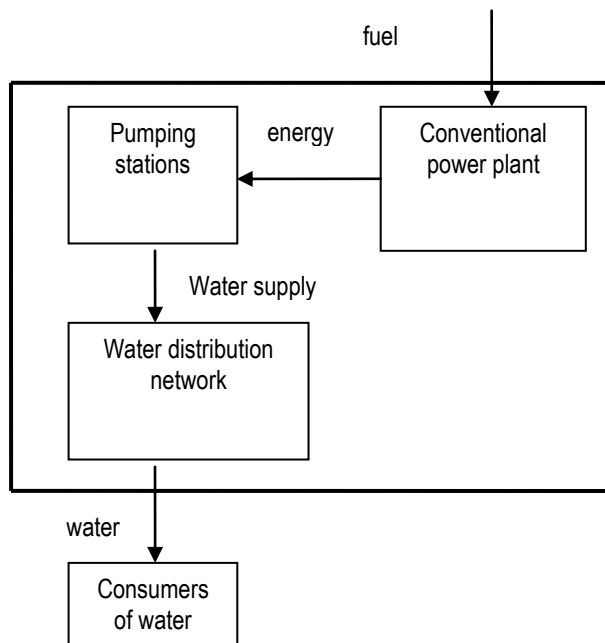 fuel
Pumping
stations
energy
Conventional
power plant
Water supply
Water distribution
network
water
Consumers
of water